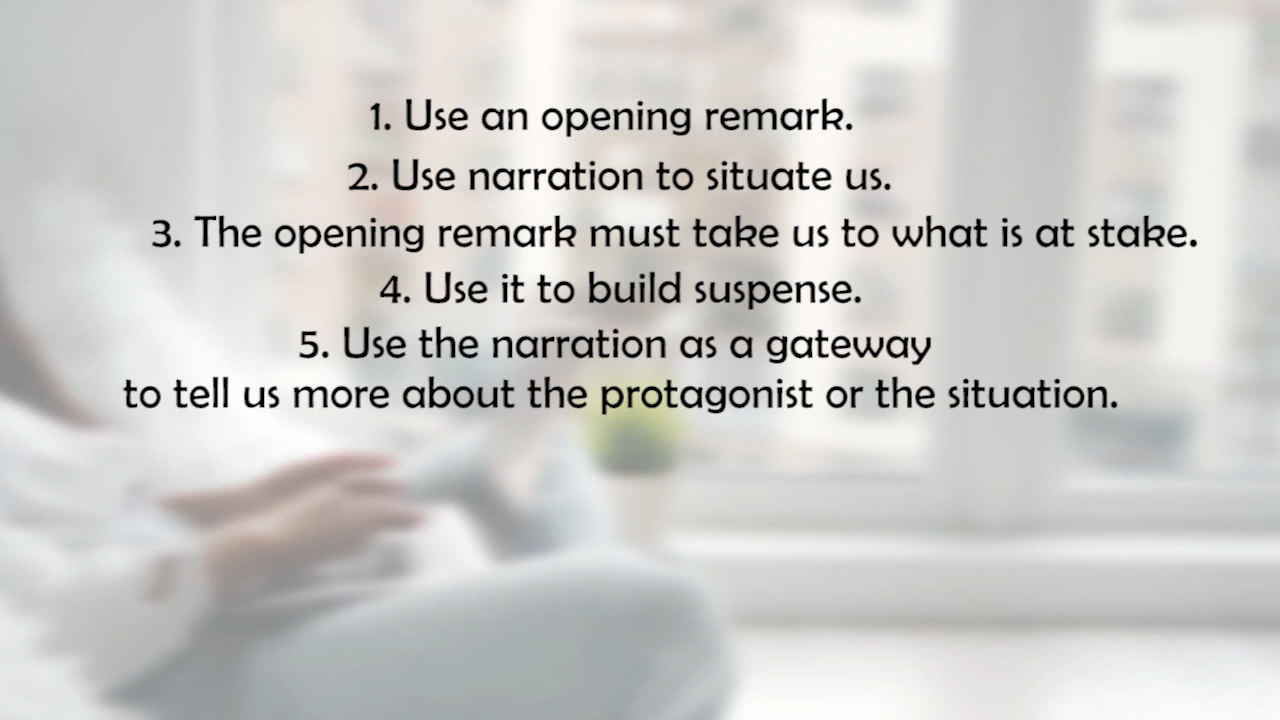 1. Use an opening remark.
2. Use narration to situate us.
3. The opening remark must take us to what is at stake.
4. Use it to build suspense.
5. Use the narration as a gateway
to tell us more about the protagonist or the situation.